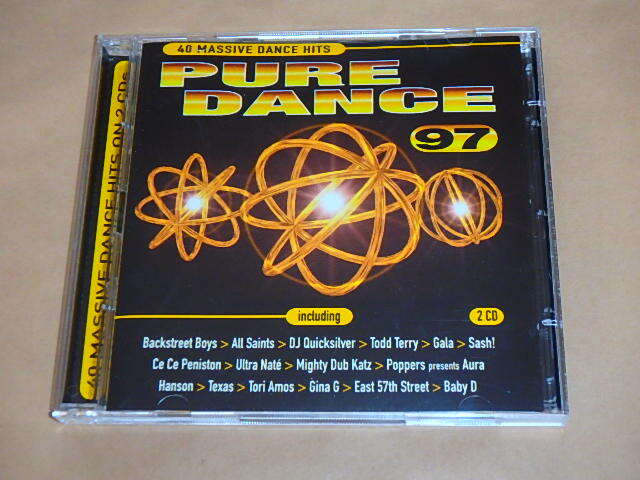 40 MASSIVE DANCE HITS
PURE
DANCE
97
including
2 CD
Backstreet Boys > All Saints > DJ Quicksilver > Todd Terry > Gala > Sash!
Ce Ce Peniston > Ultra Naté > Mighty Dub Katz > Poppers presents Aura
Hanson > Texas > Tori Amos > Gina G > East 57th Street > Baby D
40 MASSIVE DANCE HITS ON 2 CDs